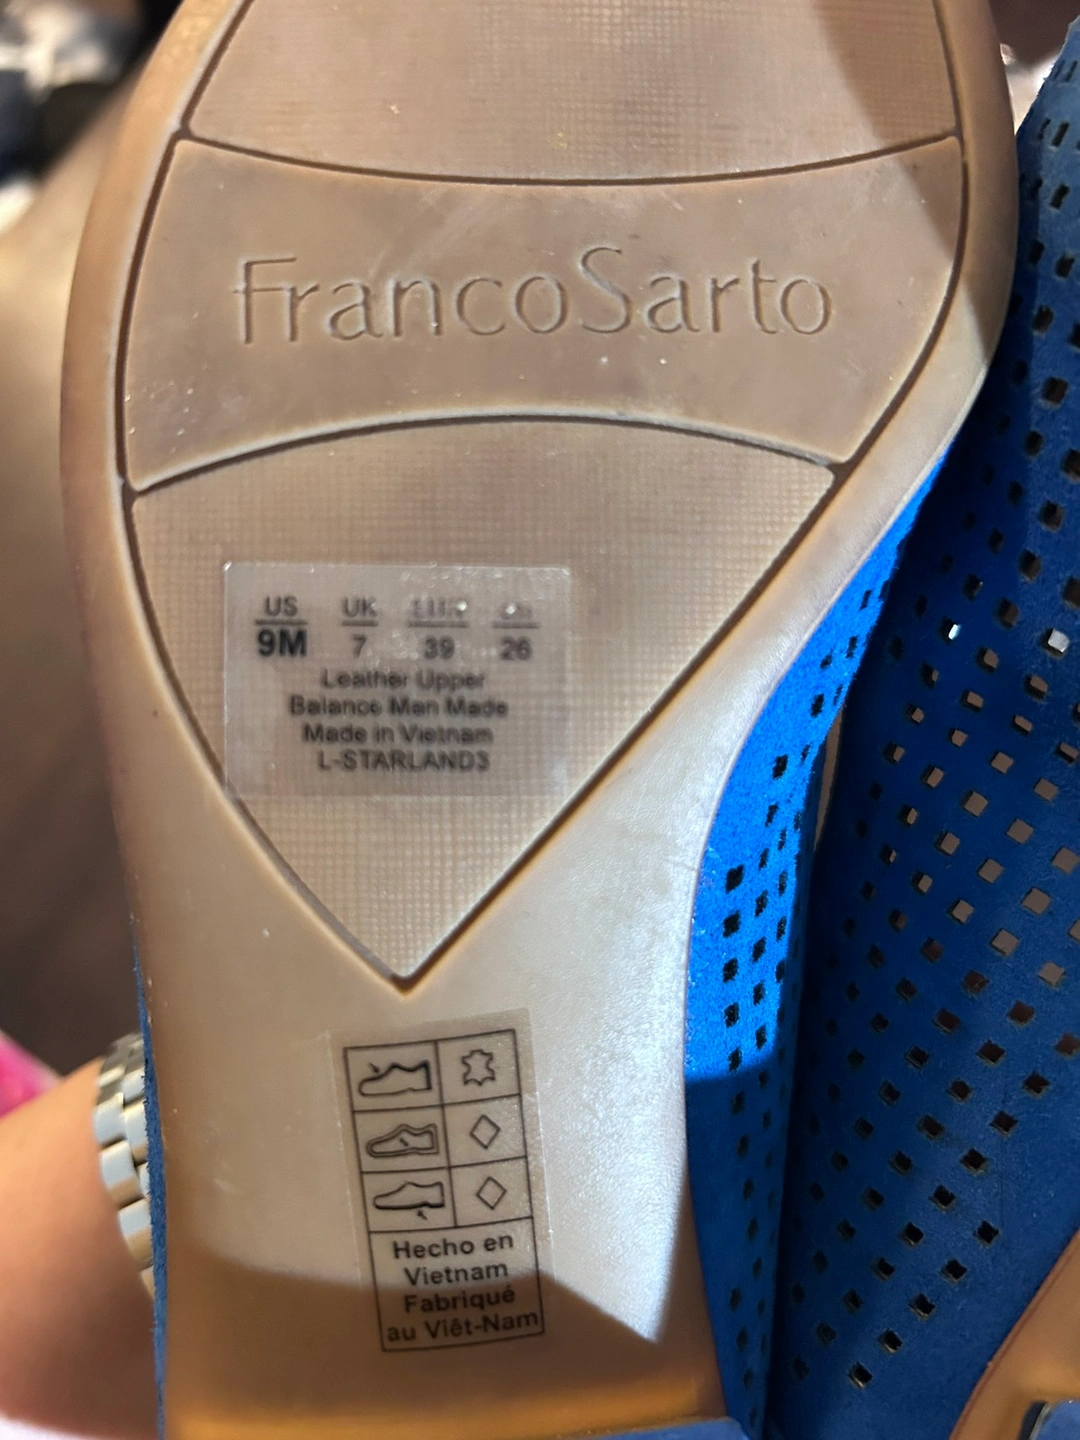 FrancoSarto
US UK EUR
9M 7 39 26
Leather Upper
Balance Man Made
Made in Vietnam
L-STARLAND3
Hecho en
Vietnam
Fabriqué
au Viêt-Nam